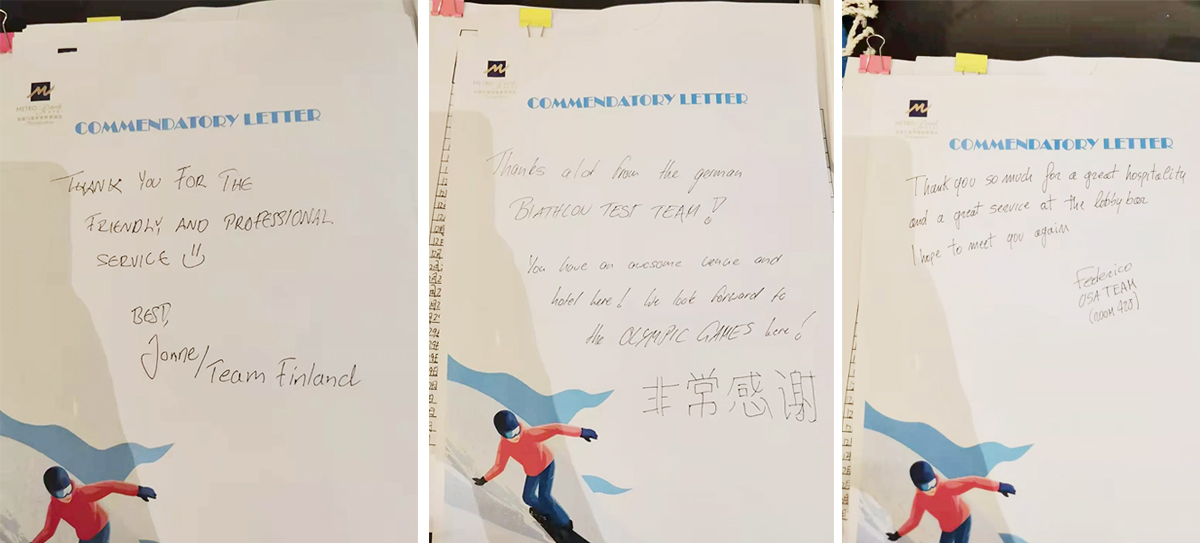 COMMENDATORY LETTER
THANK YOU FOR THE
FRIENDLY AND PROFESSIONAL
SERVICE
BEST,
Jonne/Team Finland
COMMENDATORY LETTER
Thanks alot from the german
BIATHLON TEST TEAM!
You have an awesome venue and
hotel here! We look forward to
the OLYMPIC GAMES here!
非常感谢
COMMENDATORY LETTER
Thank you so much for a great hospitality
and a great service at the lobby bar
I hope to meet you again
Federico
USA TEAM
(ROOM 428)